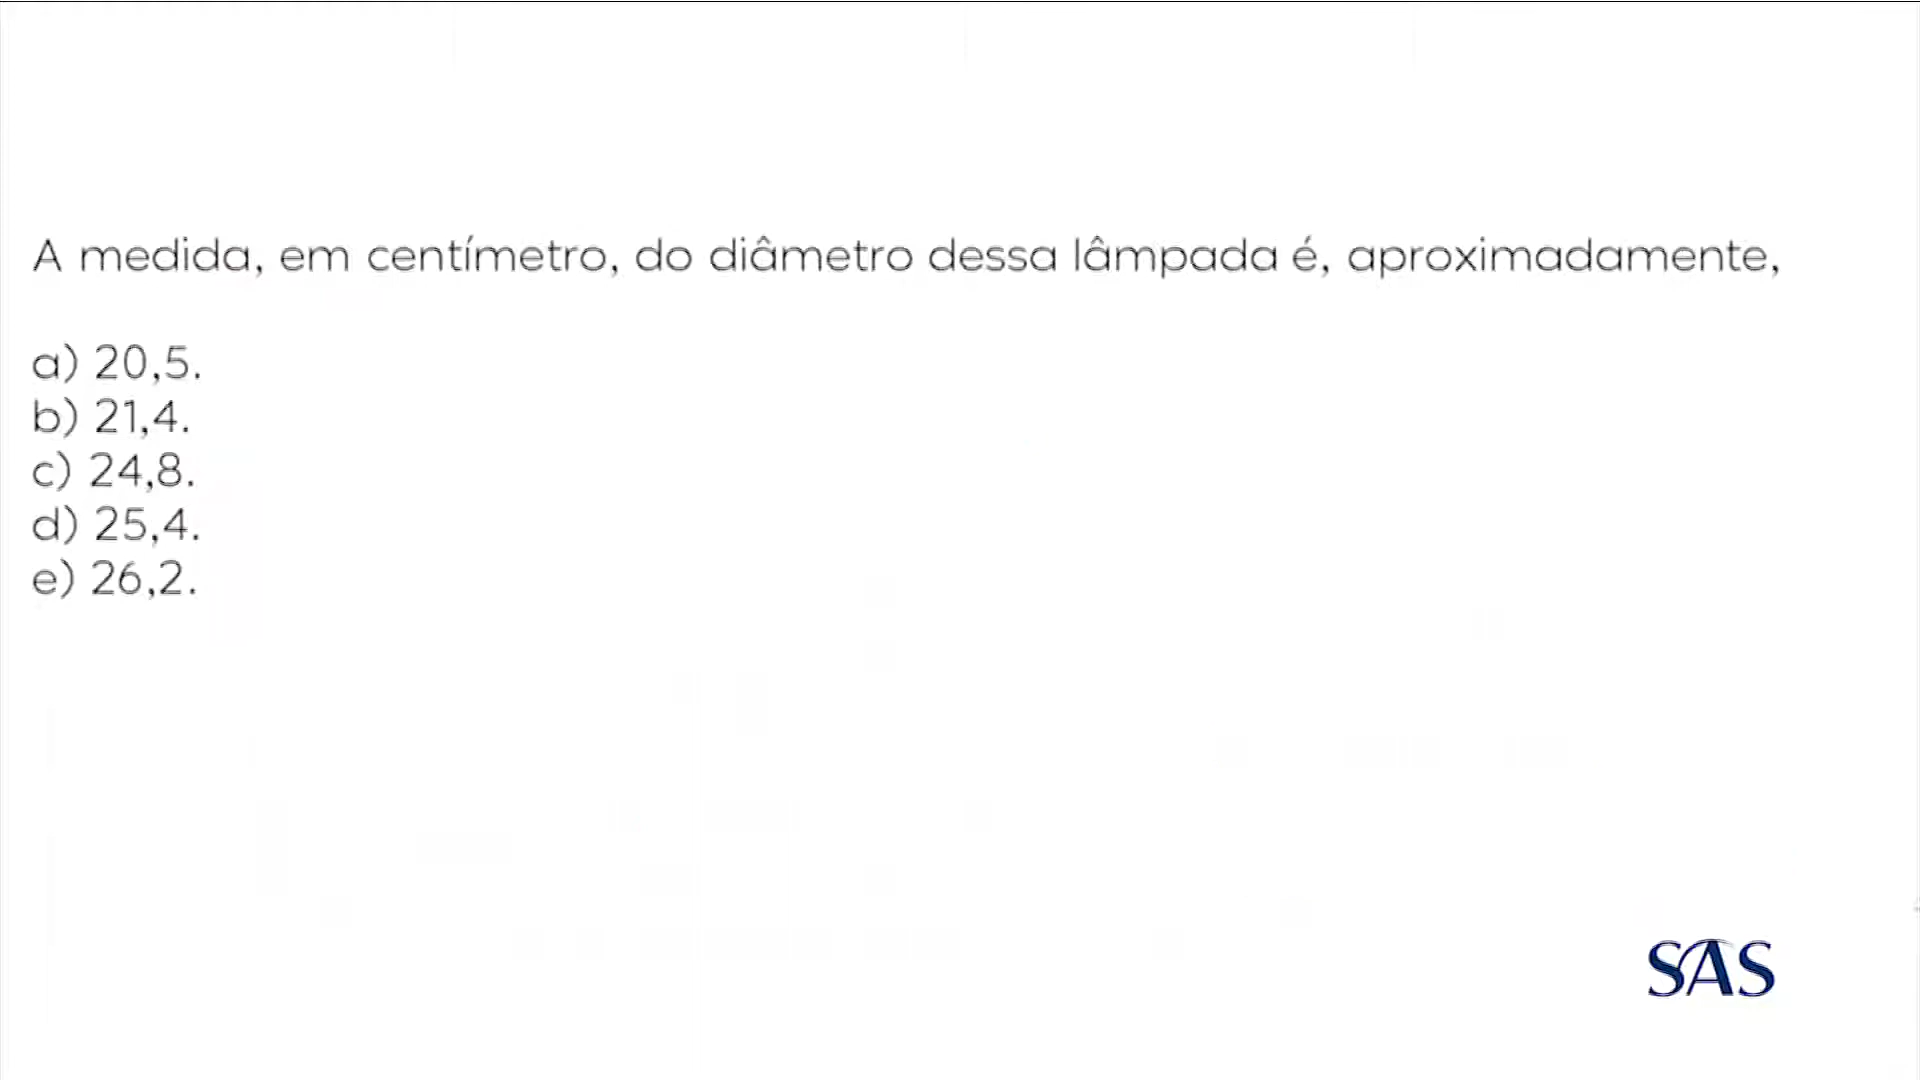 A medida, em centímetro, do diâmetro dessa lâmpada é, aproximadamente,
a) 20,5.
b) 21,4.
c) 24,8.
d) 25,4.
e) 26,2.
SAS